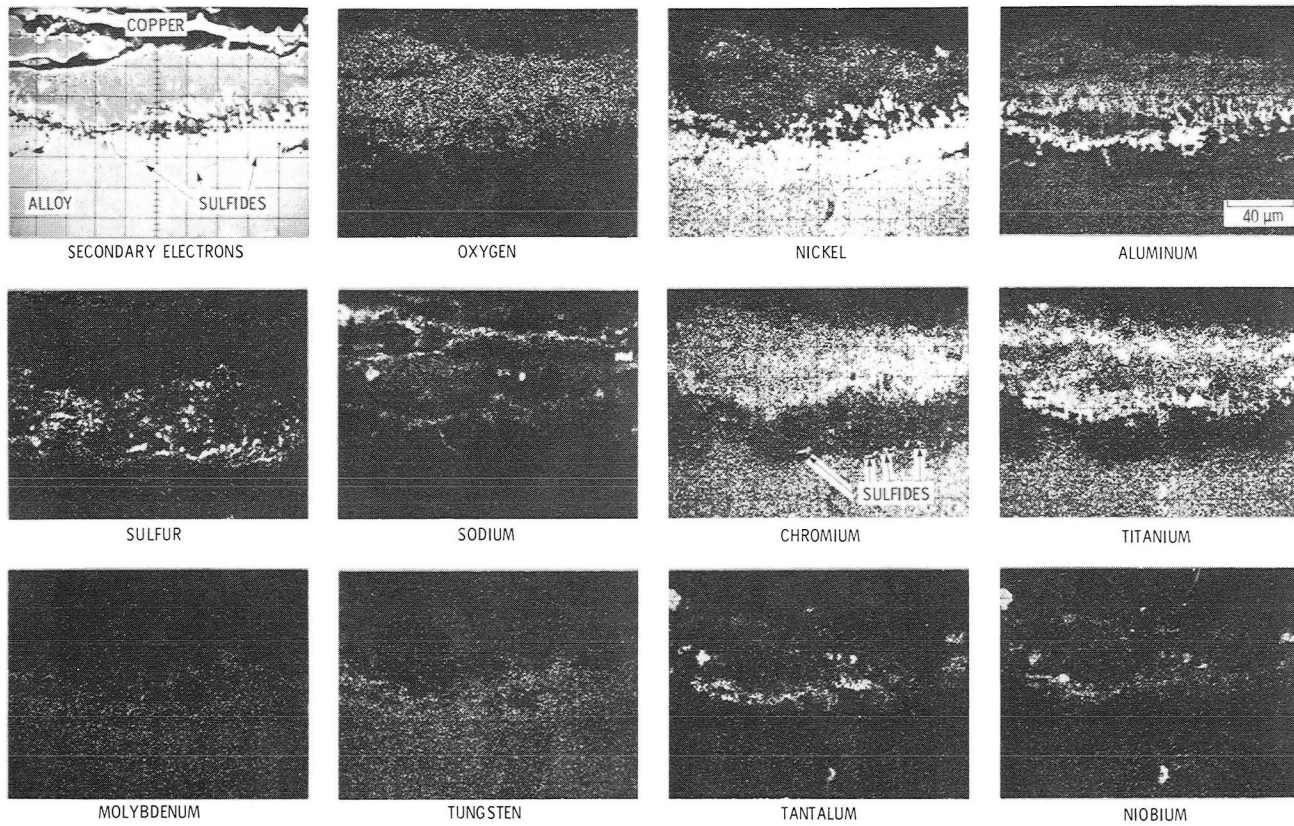 COPPER
ALLOY
SULFIDES
SECONDARY ELECTRONS
OXYGEN
NICKEL
40 µm
ALUMINUM
SULFUR
SODIUM
SULFIDES
CHROMIUM
TITANIUM
MOLYBDENUM
TUNGSTEN
TANTALUM
NIOBIUM